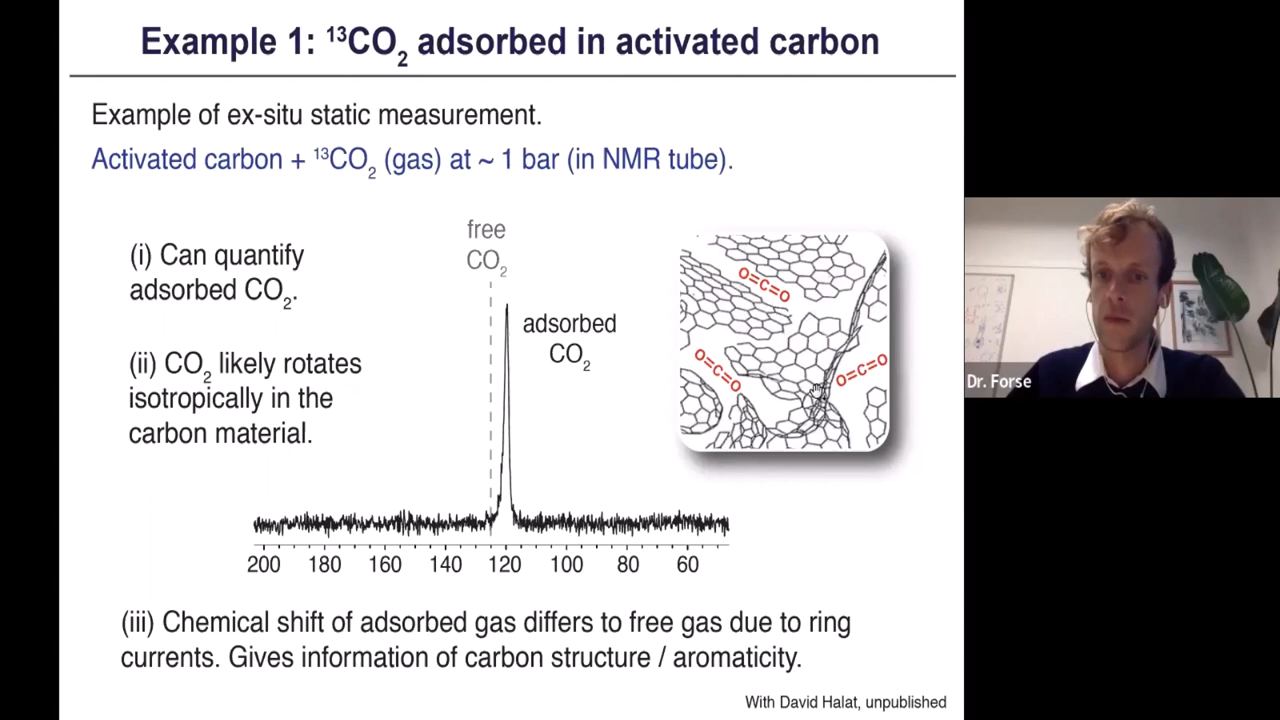 Example 1: ¹³CO₂ adsorbed in activated carbon
Example of ex-situ static measurement.
Activated carbon + ¹³CO₂ (gas) at ~ 1 bar (in NMR tube).
(i) Can quantify
adsorbed CO₂.
(ii) CO₂ likely rotates
isotropically in the
carbon material.
free
CO₂
adsorbed
CO₂
O=C=O
O=C=O
O=C=O
200 180 160 140 120 100 80 60
(iii) Chemical shift of adsorbed gas differs to free gas due to ring
currents. Gives information of carbon structure / aromaticity.
With David Halat, unpublished
Dr. Forse